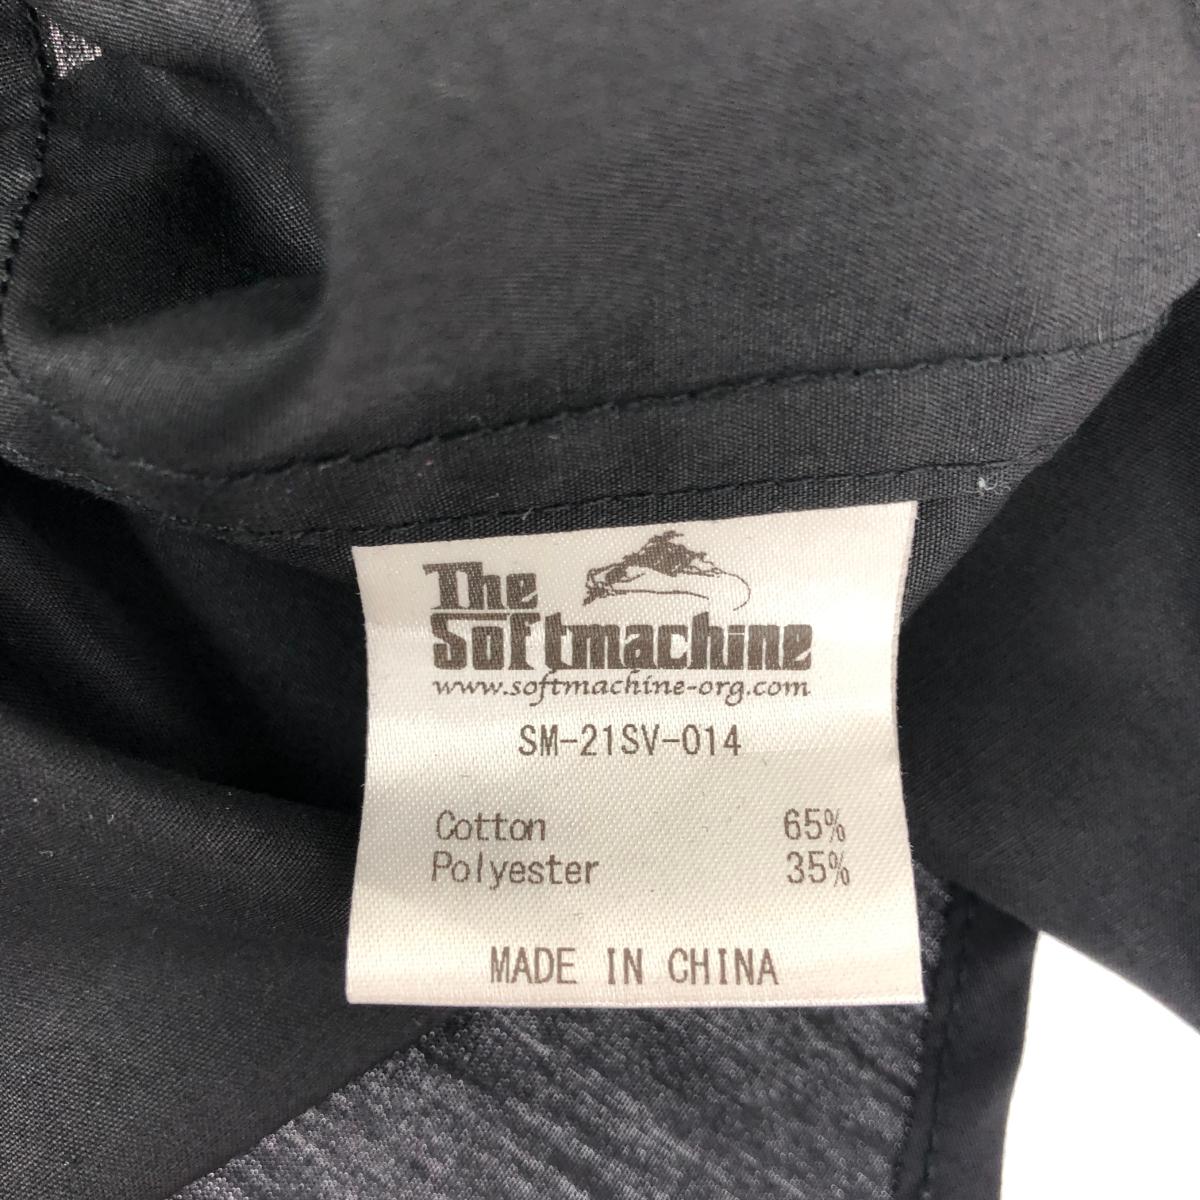 The
Softmachine
www.softmachine-org.com
SM-21SV-014
Cotton 65%
Polyester 35%
MADE IN CHINA